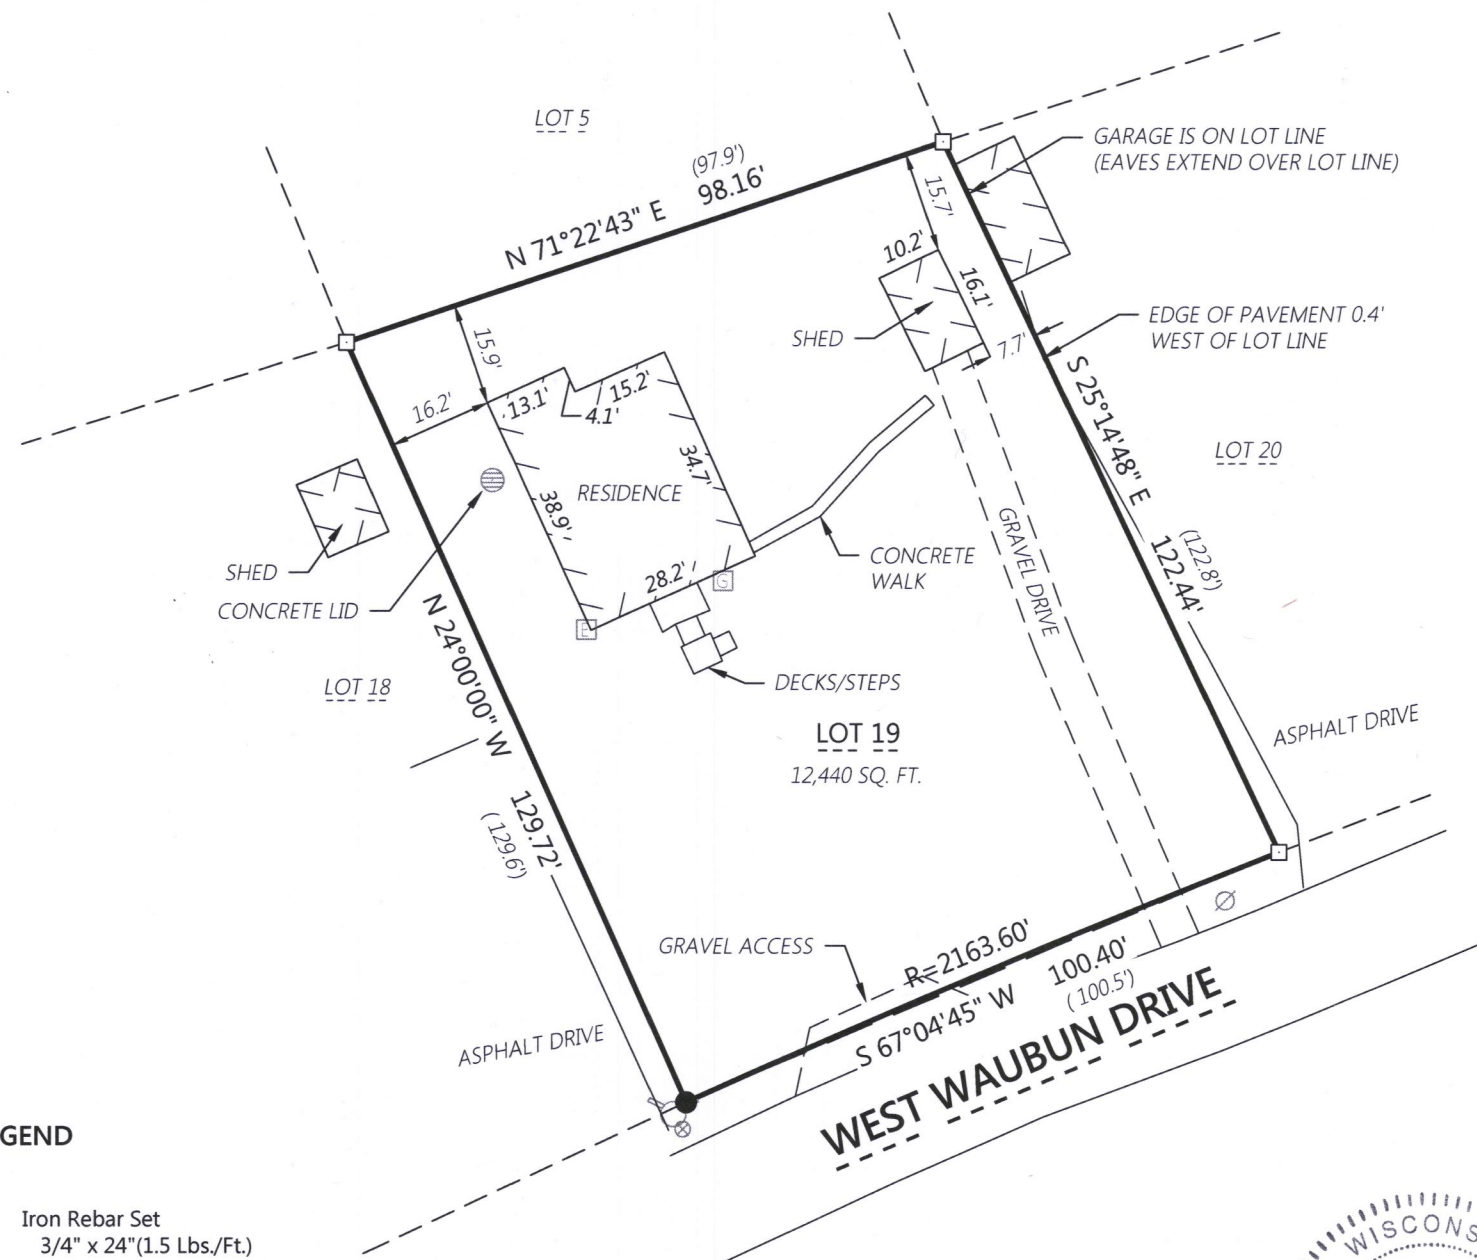 LOT 5
(97.9')
98.16'
N 71°22'43" E
GARAGE IS ON LOT LINE
(EAVES EXTEND OVER LOT LINE)
15.7'
10.2'
16.1'
SHED
7.7'
EDGE OF PAVEMENT 0.4'
WEST OF LOT LINE
15.9'
16.2'
13.1'
15.2'
4.1'
34.7'
38.9'
RESIDENCE
28.2'
S 25°14'48" E
122.44'
(122.8')
LOT 20
SHED
CONCRETE LID
CONCRETE
WALK
GRAVEL DRIVE
G
E
N 24°00'00" W
129.72'
(129.6')
LOT 18
DECKS/STEPS
LOT 19
12,440 SQ. FT.
ASPHALT DRIVE
GRAVEL ACCESS
R=2163.60'
S 67°04'45" W
100.40'
(100.5')
ASPHALT DRIVE
WEST WAUBUN DRIVE
GEND
Iron Rebar Set
3/4" x 24"(1.5 Lbs./Ft.)
WISCONS